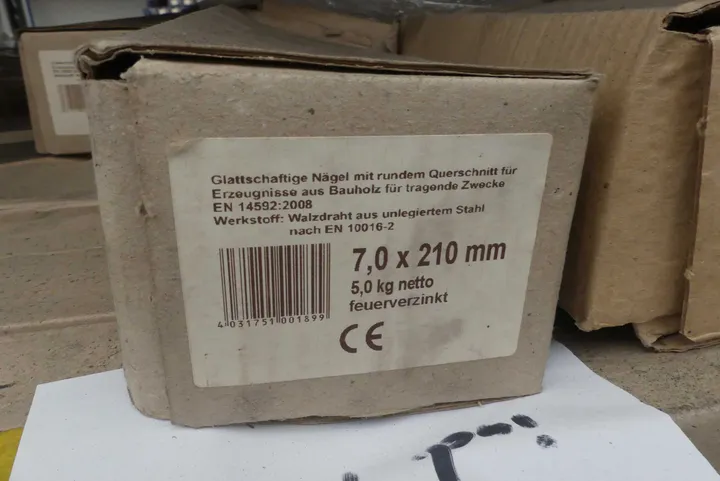 Glattschaftige Nägel mit rundem Querschnitt für
Erzeugnisse aus Bauholz für tragende Zwecke
EN 14592:2008
Werkstoff: Walzdraht aus unlegiertem Stahl
nach EN 10016-2
7,0 x 210 mm
5,0 kg netto
feuerverzinkt
4 031751 001899
CE